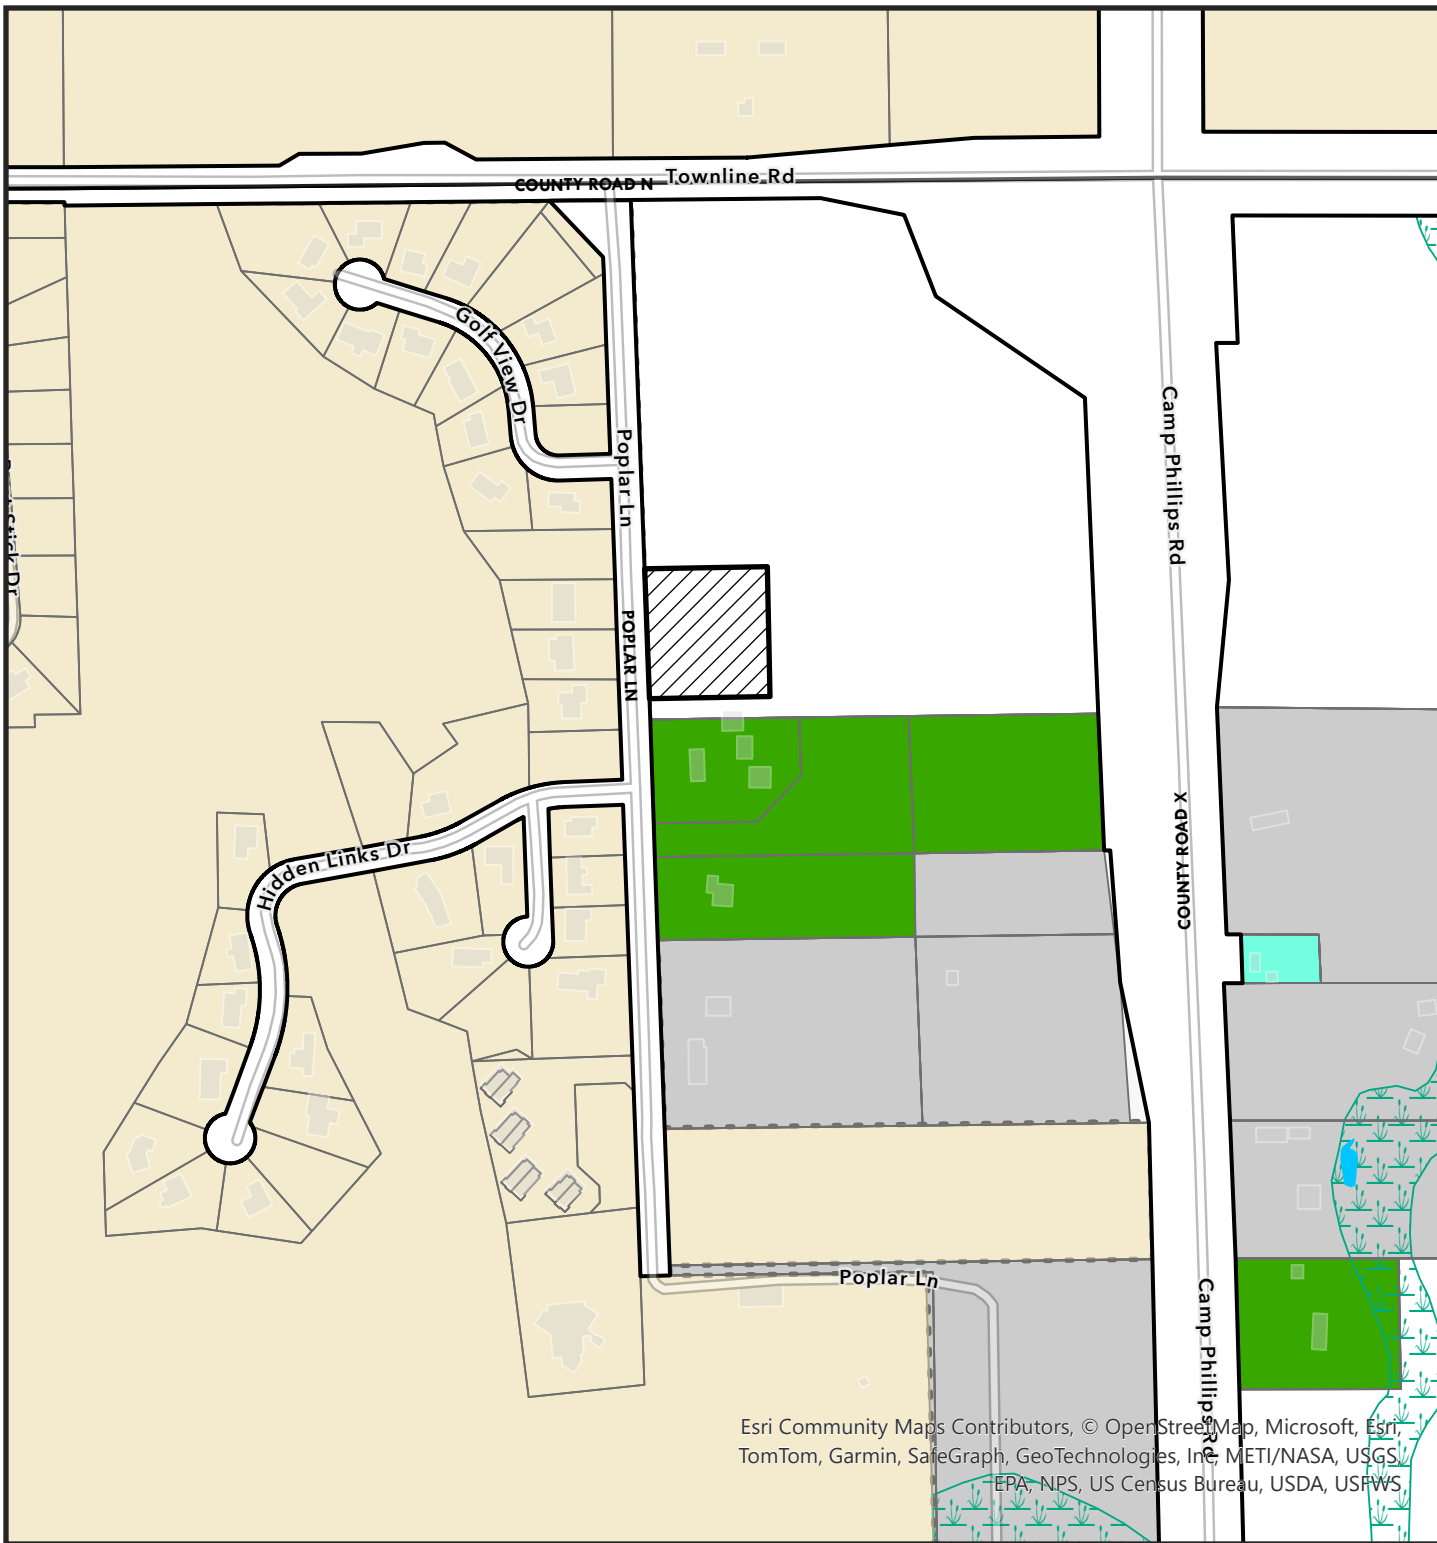 COUNTY ROAD N
Townline Rd
Golf View Dr
Poplar Ln
Camp Phillips Rd
POPLAR LN
Hidden Links Dr
COUNTY ROAD X
Poplar Ln
Camp Phillips Rd
Esri Community Maps Contributors, © OpenStreetMap, Microsoft, Esri,
TomTom, Garmin, SafeGraph, GeoTechnologies, Inc, METI/NASA, USGS,
EPA, NPS, US Census Bureau, USDA, USFWS